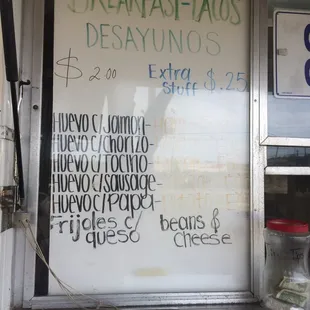 BREAKFAST-TACOS
DESAYUNOS
$2.00 Extra Stuff $.25
HUEVO C/JAMON-
HUEVO C/CHORIZO-
HUEVO C/TOCINO-
HUEVO C/SAUSAGE-
HUEVO C/PAPA-
Frijoles c/ queso
beans & cheese